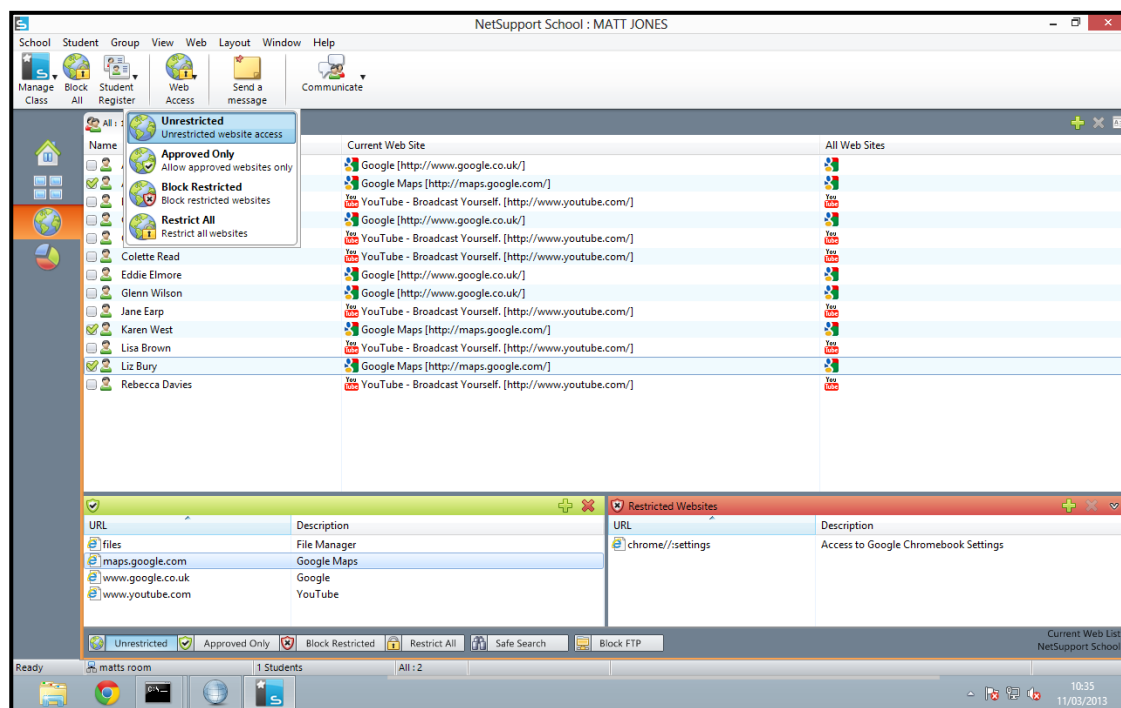 NetSupport School : MATT JONES
School Student Group View Web Layout Window Help
Manage Class
Block All
Student Register
Web Access
Send a message
Communicate
All :
Unrestricted
Unrestricted website access
Approved Only
Allow approved websites only
Block Restricted
Block restricted websites
Restrict All
Restrict all websites
Name Current Web Site All Web Sites
Google [http://www.google.co.uk/]
Google Maps [http://maps.google.com/]
YouTube - Broadcast Yourself. [http://www.youtube.com/]
Google [http://www.google.co.uk/]
YouTube - Broadcast Yourself. [http://www.youtube.com/]
Colette Read YouTube - Broadcast Yourself. [http://www.youtube.com/]
Eddie Elmore Google [http://www.google.co.uk/]
Glenn Wilson Google [http://www.google.co.uk/]
Jane Earp YouTube - Broadcast Yourself. [http://www.youtube.com/]
Karen West Google Maps [http://maps.google.com/]
Lisa Brown YouTube - Broadcast Yourself. [http://www.youtube.com/]
Liz Bury Google Maps [http://maps.google.com/]
Rebecca Davies YouTube - Broadcast Yourself. [http://www.youtube.com/]
URL Description
files File Manager
maps.google.com Google Maps
www.google.co.uk Google
www.youtube.com YouTube
Restricted Websites
URL Description
chrome//:settings Access to Google Chromebook Settings
Unrestricted Approved Only Block Restricted Restrict All Safe Search Block FTP
Current Web List
NetSupport School
Ready matts room 1 Students All : 2
10:35
11/03/2013